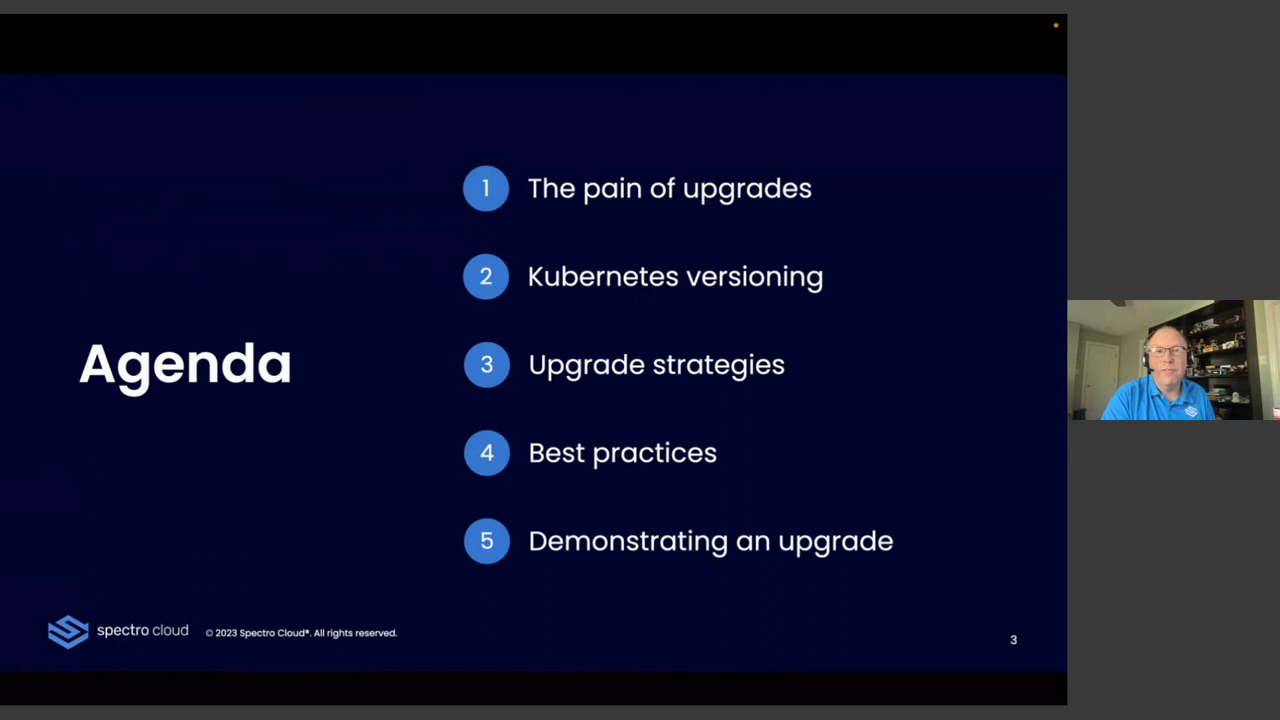 Agenda
1 The pain of upgrades
2 Kubernetes versioning
3 Upgrade strategies
4 Best practices
5 Demonstrating an upgrade
spectro cloud © 2023 Spectro Cloud®. All rights reserved.
3